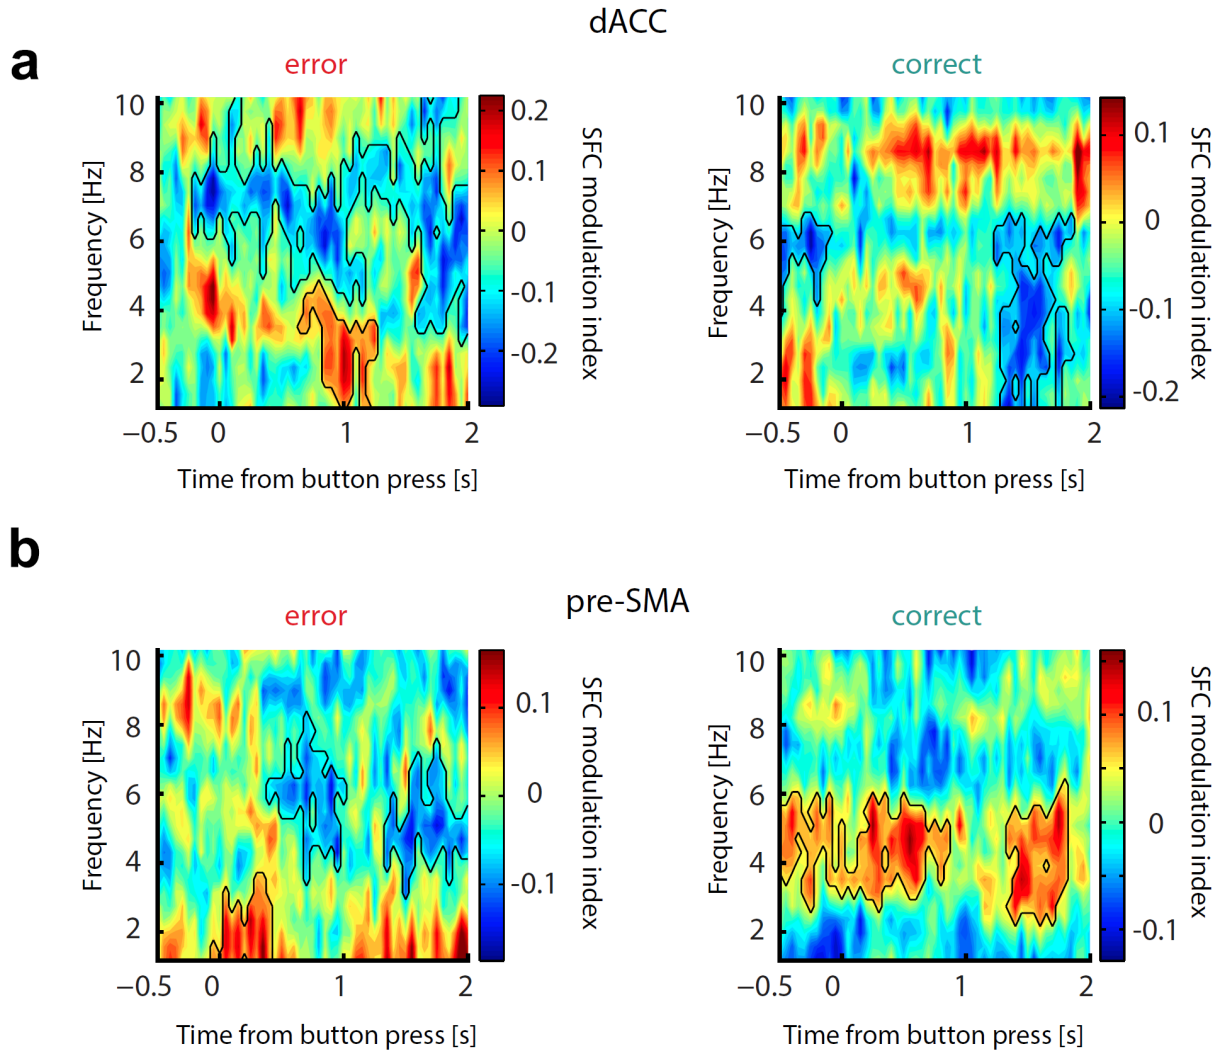 dACC
a
error
correct
10
8
6
4
2
Frequency [Hz]
−0.5 0 1 2
Time from button press [s]
0.2
0.1
0
-0.1
-0.2
SFC modulation index
10
8
6
4
2
Frequency [Hz]
−0.5 0 1 2
Time from button press [s]
0.1
0
-0.1
-0.2
SFC modulation index
b
pre-SMA
error
correct
10
8
6
4
2
Frequency [Hz]
−0.5 0 1 2
Time from button press [s]
0.1
0
-0.1
SFC modulation index
10
8
6
4
2
Frequency [Hz]
−0.5 0 1 2
Time from button press [s]
0.1
0
-0.1
SFC modulation index